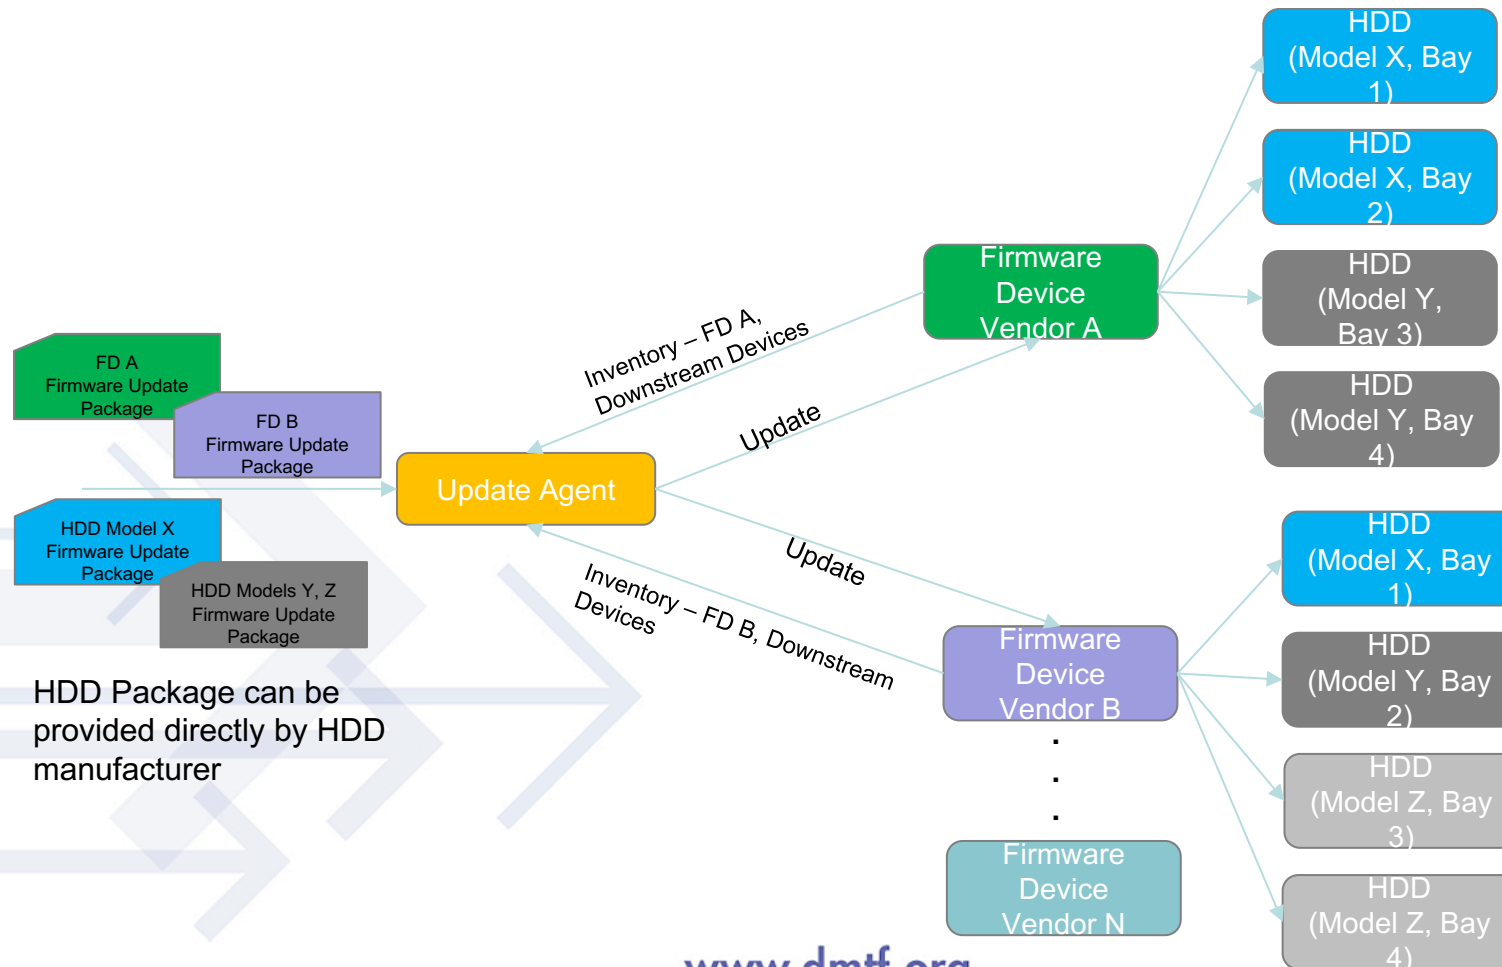 FD A
Firmware Update
Package
FD B
Firmware Update
Package
HDD Model X
Firmware Update
Package
HDD Models Y, Z
Firmware Update
Package
HDD Package can be
provided directly by HDD
manufacturer
Update Agent
Inventory – FD A,
Downstream Devices
Update
Update
Inventory – FD B, Downstream
Devices
Firmware
Device
Vendor A
Firmware
Device
Vendor B
.
.
.
Firmware
Device
Vendor N
HDD
(Model X, Bay
1)
HDD
(Model X, Bay
2)
HDD
(Model Y,
Bay 3)
HDD
(Model Y, Bay
4)
HDD
(Model X, Bay
1)
HDD
(Model Y, Bay
2)
HDD
(Model Z, Bay
3)
HDD
(Model Z, Bay
4)
www.dmtf.org